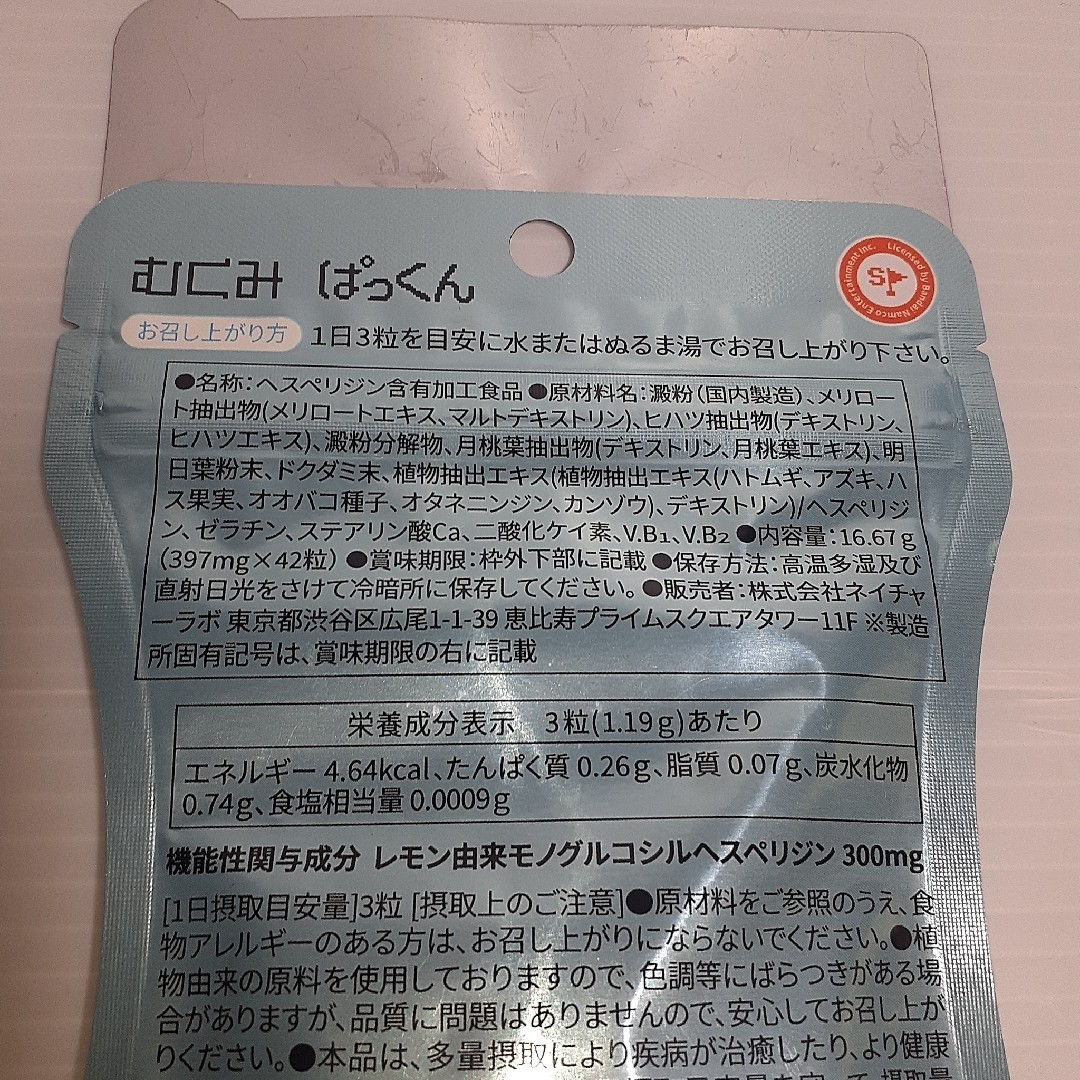 むくみ ぱっくん
Licensed by Bandai Namco Entertainment Inc.
SP
お召し上がり方 1日3粒を目安に水またはぬるま湯でお召し上がり下さい。
●名称:ヘスペリジン含有加工食品 ●原材料名:澱粉(国内製造)、メリロー
ト抽出物(メリロートエキス、マルトデキストリン)、ヒハツ抽出物(デキストリン、
ヒハツエキス)、澱粉分解物、月桃葉抽出物(デキストリン、月桃葉エキス)、明
日葉粉末、ドクダミ末、植物抽出エキス(植物抽出エキス(ハトムギ、アズキ、ハ
ス果実、オオバコ種子、オタネニンジン、カンゾウ)、デキストリン)/ヘスペリジ
ン、ゼラチン、ステアリン酸Ca、二酸化ケイ素、V.B₁、V.B₂ ●内容量:16.67g
(397mg×42粒) ●賞味期限:枠外下部に記載 ●保存方法:高温多湿及び
直射日光をさけて冷暗所に保存してください。●販売者:株式会社ネイチャ
ーラボ 東京都渋谷区広尾1-1-39 恵比寿プライムスクエアタワー11F ※製造
所固有記号は、賞味期限の右に記載
栄養成分表示 3粒(1.19g)あたり
エネルギー 4.64kcal、たんぱく質 0.26g、脂質 0.07g、炭水化物
0.74g、食塩相当量 0.0009g
機能性関与成分 レモン由来モノグルコシルヘスペリジン 300mg
[1日摂取目安量]3粒 [摂取上のご注意]●原材料をご参照のうえ、食
物アレルギーのある方は、お召し上がりにならないでください。●植
物由来の原料を使用しておりますので、色調等にばらつきがある場
合がありますが、品質に問題はありませんので、安心してお召し上が
りください。●本品は、多量摂取により疾病が治癒したり、より健康